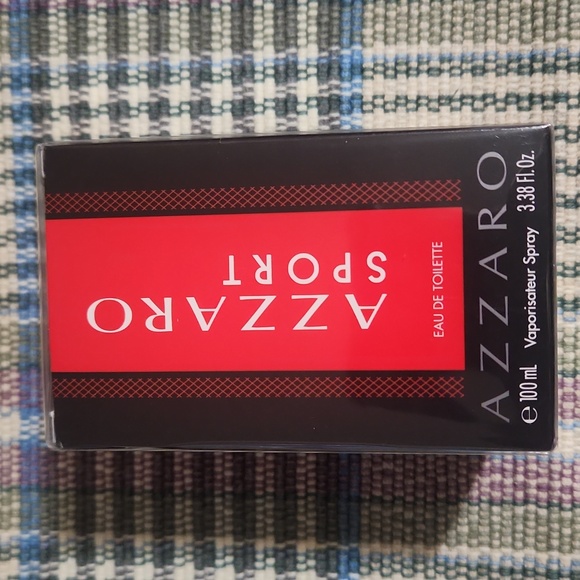 AZZARO
SPORT
EAU DE TOILETTE
AZZARO
e 100 mL Vaporisateur Spray 3.38 Fl.Oz.